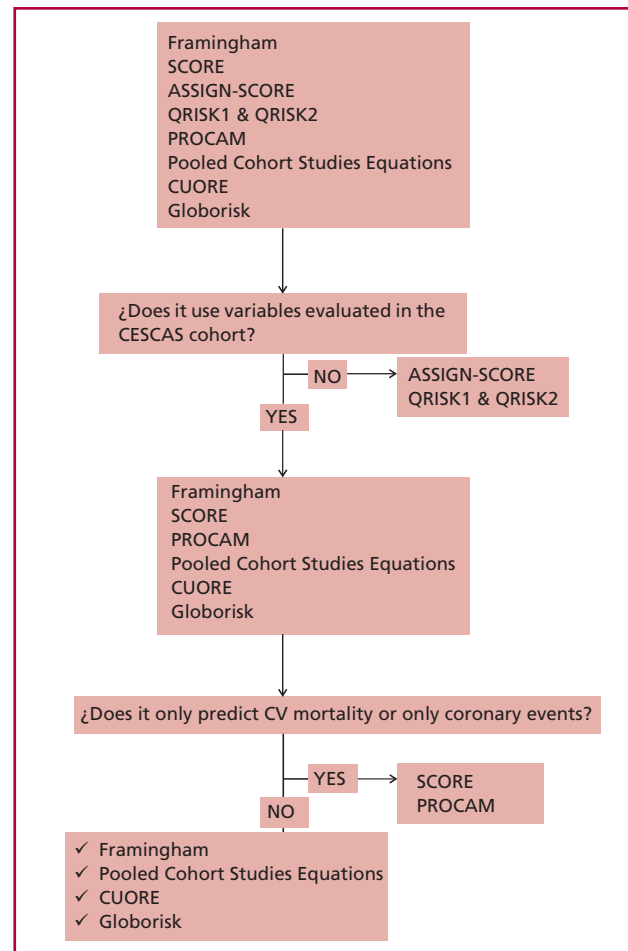 Framingham
SCORE
ASSIGN-SCORE
QRISK1 & QRISK2
PROCAM
Pooled Cohort Studies Equations
CUORE
Globorisk
¿Does it use variables evaluated in the
CESCAS cohort?
NO
ASSIGN-SCORE
QRISK1 & QRISK2
YES
Framingham
SCORE
PROCAM
Pooled Cohort Studies Equations
CUORE
Globorisk
¿Does it only predict CV mortality or only coronary events?
YES
SCORE
PROCAM
NO
✓ Framingham
✓ Pooled Cohort Studies Equations
✓ CUORE
✓ Globorisk